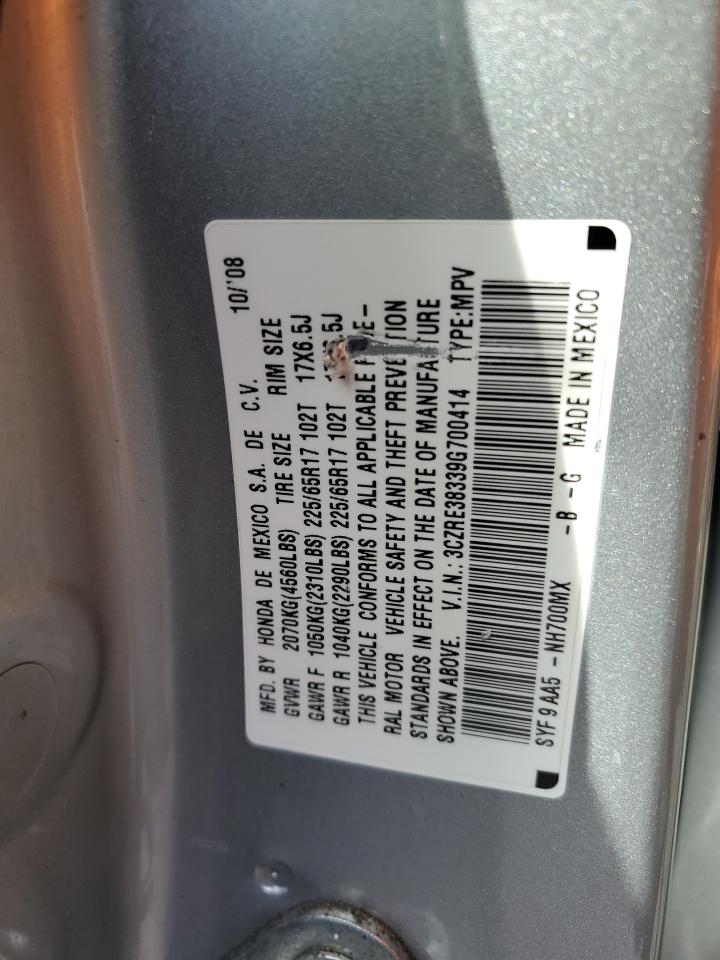 MFD. BY HONDA DE MEXICO S.A. DE C.V. 10/'08
GVWR 2070KG(4560LBS) TIRE SIZE RIM SIZE
GAWR F 1050KG(2310LBS) 225/65R17 102T 17X6.5J
GAWR R 1040KG(2290LBS) 225/65R17 102T
THIS VEHICLE CONFORMS TO ALL APPLICABLE
RAL MOTOR VEHICLE SAFETY AND THEFT PREVENTION
STANDARDS IN EFFECT ON THE DATE OF MANUFACTURE
SHOWN ABOVE. V.I.N.: 3CZRE38339G700414 TYPE:MPV
SYF 9 AA5 - NH700MX -B -G MADE IN MEXICO